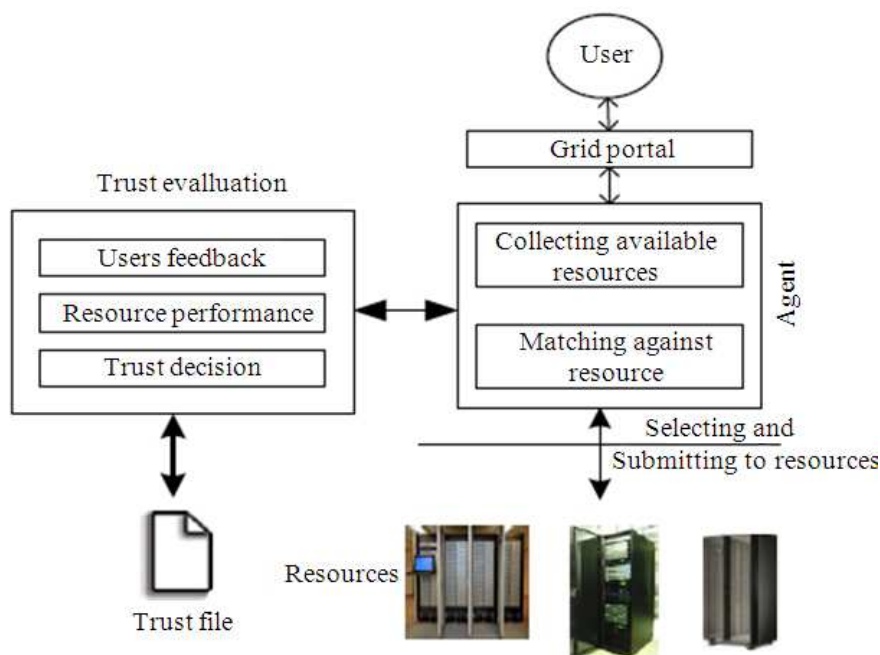 User
Grid portal
Trust evalluation
Users feedback
Resource performance
Trust decision
Collecting available
resources
Matching against
resource
Agent
Selecting and
Submitting to resources
Resources
Trust file